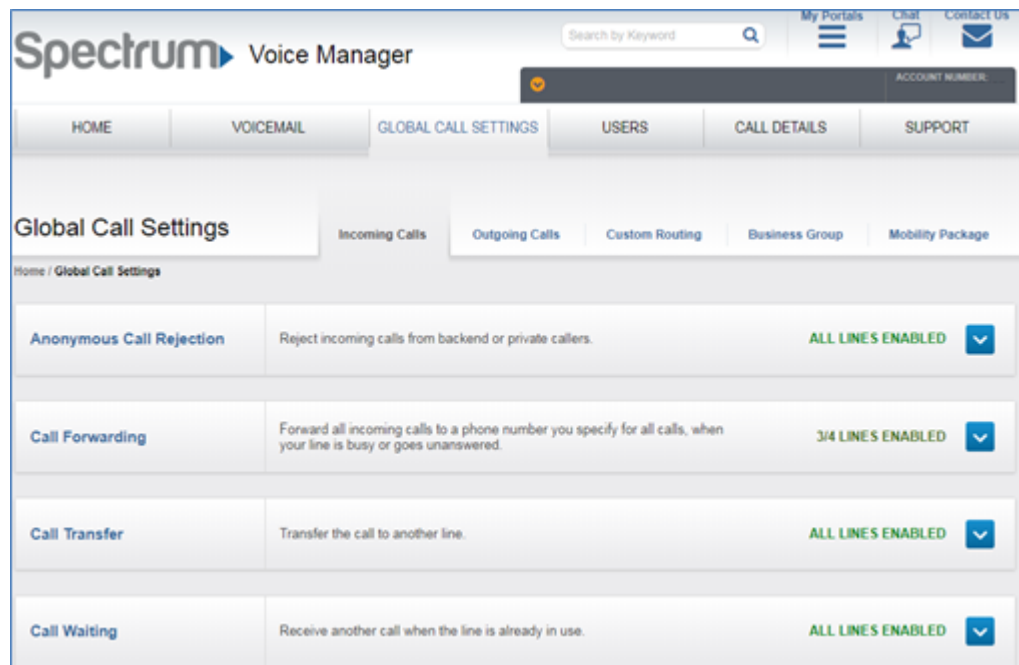 My Portals Chat Contact Us
Spectrum Voice Manager
Search by Keyword
ACCOUNT NUMBER:
HOME VOICEMAIL GLOBAL CALL SETTINGS USERS CALL DETAILS SUPPORT
Global Call Settings
Incoming Calls Outgoing Calls Custom Routing Business Group Mobility Package
Home / Global Call Settings
Anonymous Call Rejection Reject incoming calls from backend or private callers. ALL LINES ENABLED
Call Forwarding Forward all incoming calls to a phone number you specify for all calls, when 3/4 LINES ENABLED
your line is busy or goes unanswered.
Call Transfer Transfer the call to another line. ALL LINES ENABLED
Call Waiting Receive another call when the line is already in use. ALL LINES ENABLED